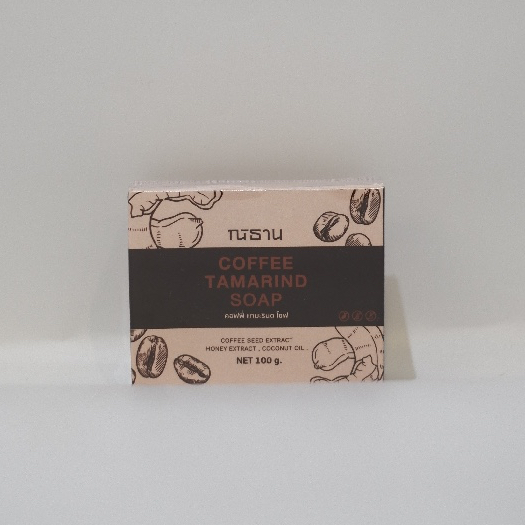 ณธาน
COFFEE
TAMARIND
SOAP
คอฟฟี่ ทามะรีนด โซฟ
COFFEE SEED EXTRACT
HONEY EXTRACT , COCONUT OIL
NET 100 g.